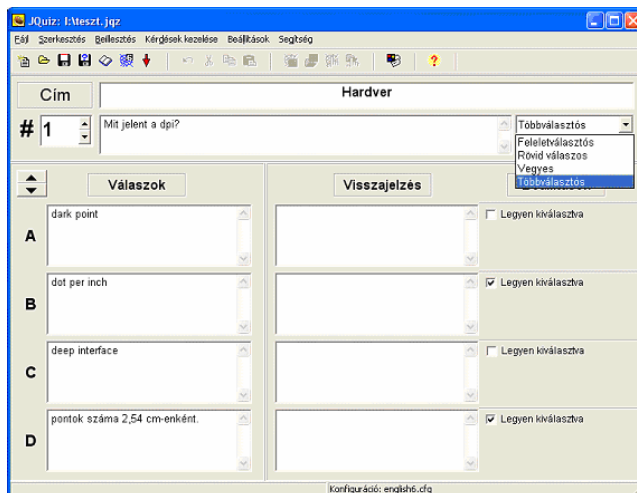 JQuiz: I:\teszt.jqz
Fájl Szerkesztés Beillesztés Kérdések kezelése Beállítások Segítség
Cím
Hardver
# 1
Mit jelent a dpi?
Többválasztós
Feleletválasztós
Rövid válaszos
Vegyes
Többválasztós
Válaszok
Visszajelzés
A
dark point
Legyen kiválasztva
B
dot per inch
Legyen kiválasztva
C
deep interface
Legyen kiválasztva
D
pontok száma 2,54 cm-enként.
Legyen kiválasztva
Konfiguráció: english6.cfg